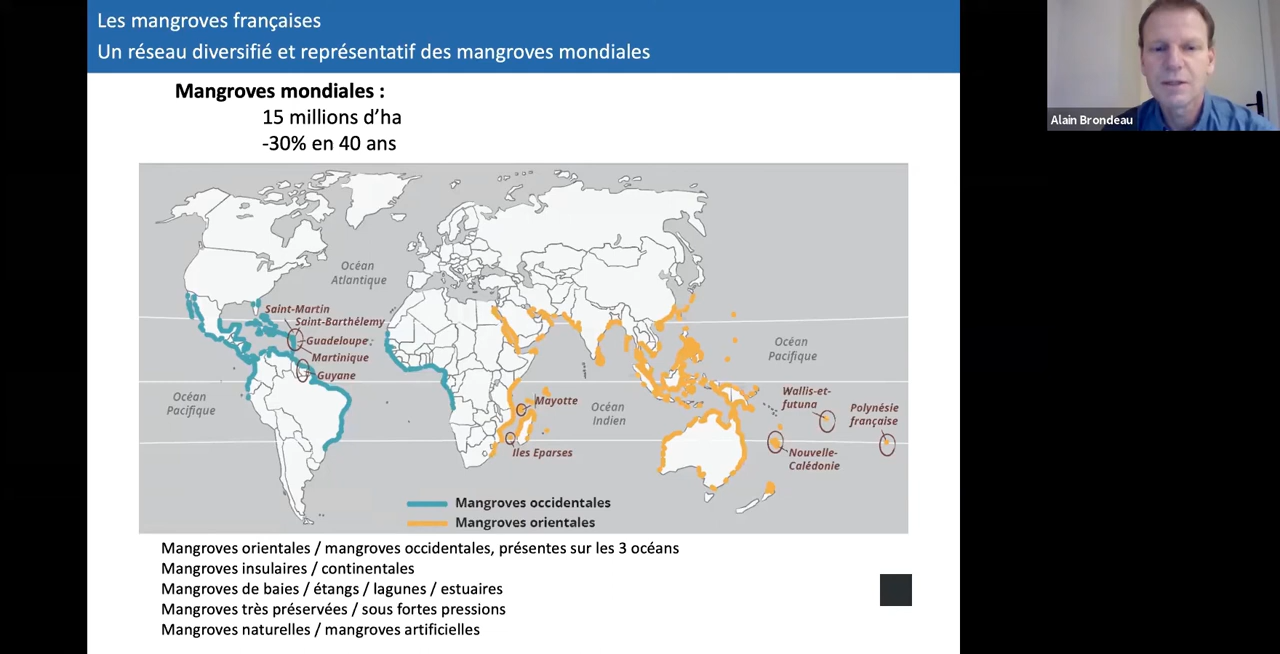 Les mangroves françaises
Un réseau diversifié et représentatif des mangroves mondiales
Alain Brondeau
Mangroves mondiales :
15 millions d’ha
-30% en 40 ans
Océan
Atlantique
Saint-Martin
Saint-Barthélemy
Guadeloupe
Martinique
Guyane
Océan
Pacifique
Mayotte
Iles Eparses
Océan
Indien
Océan
Pacifique
Wallis-et-
futuna
Polynésie
française
Nouvelle-
Calédonie
Mangroves occidentales
Mangroves orientales
Mangroves orientales / mangroves occidentales, présentes sur les 3 océans
Mangroves insulaires / continentales
Mangroves de baies / étangs / lagunes / estuaires
Mangroves très préservées / sous fortes pressions
Mangroves naturelles / mangroves artificielles